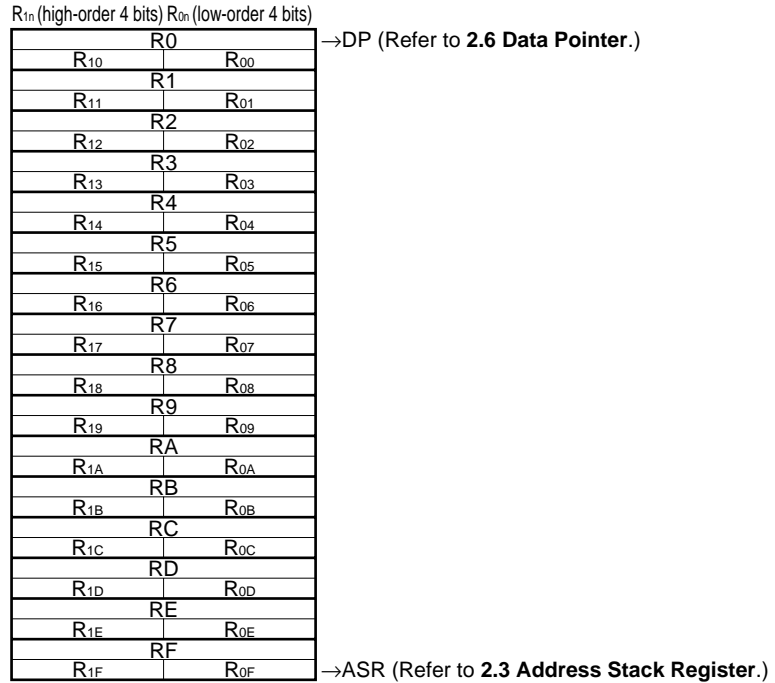 R1n (high-order 4 bits) R0n (low-order 4 bits)
R0 →DP (Refer to 2.6 Data Pointer.)
R10 R00
R1
R11 R01
R2
R12 R02
R3
R13 R03
R4
R14 R04
R5
R15 R05
R6
R16 R06
R7
R17 R07
R8
R18 R08
R9
R19 R09
RA
R1A R0A
RB
R1B R0B
RC
R1C R0C
RD
R1D R0D
RE
R1E R0E
RF
R1F R0F →ASR (Refer to 2.3 Address Stack Register.)